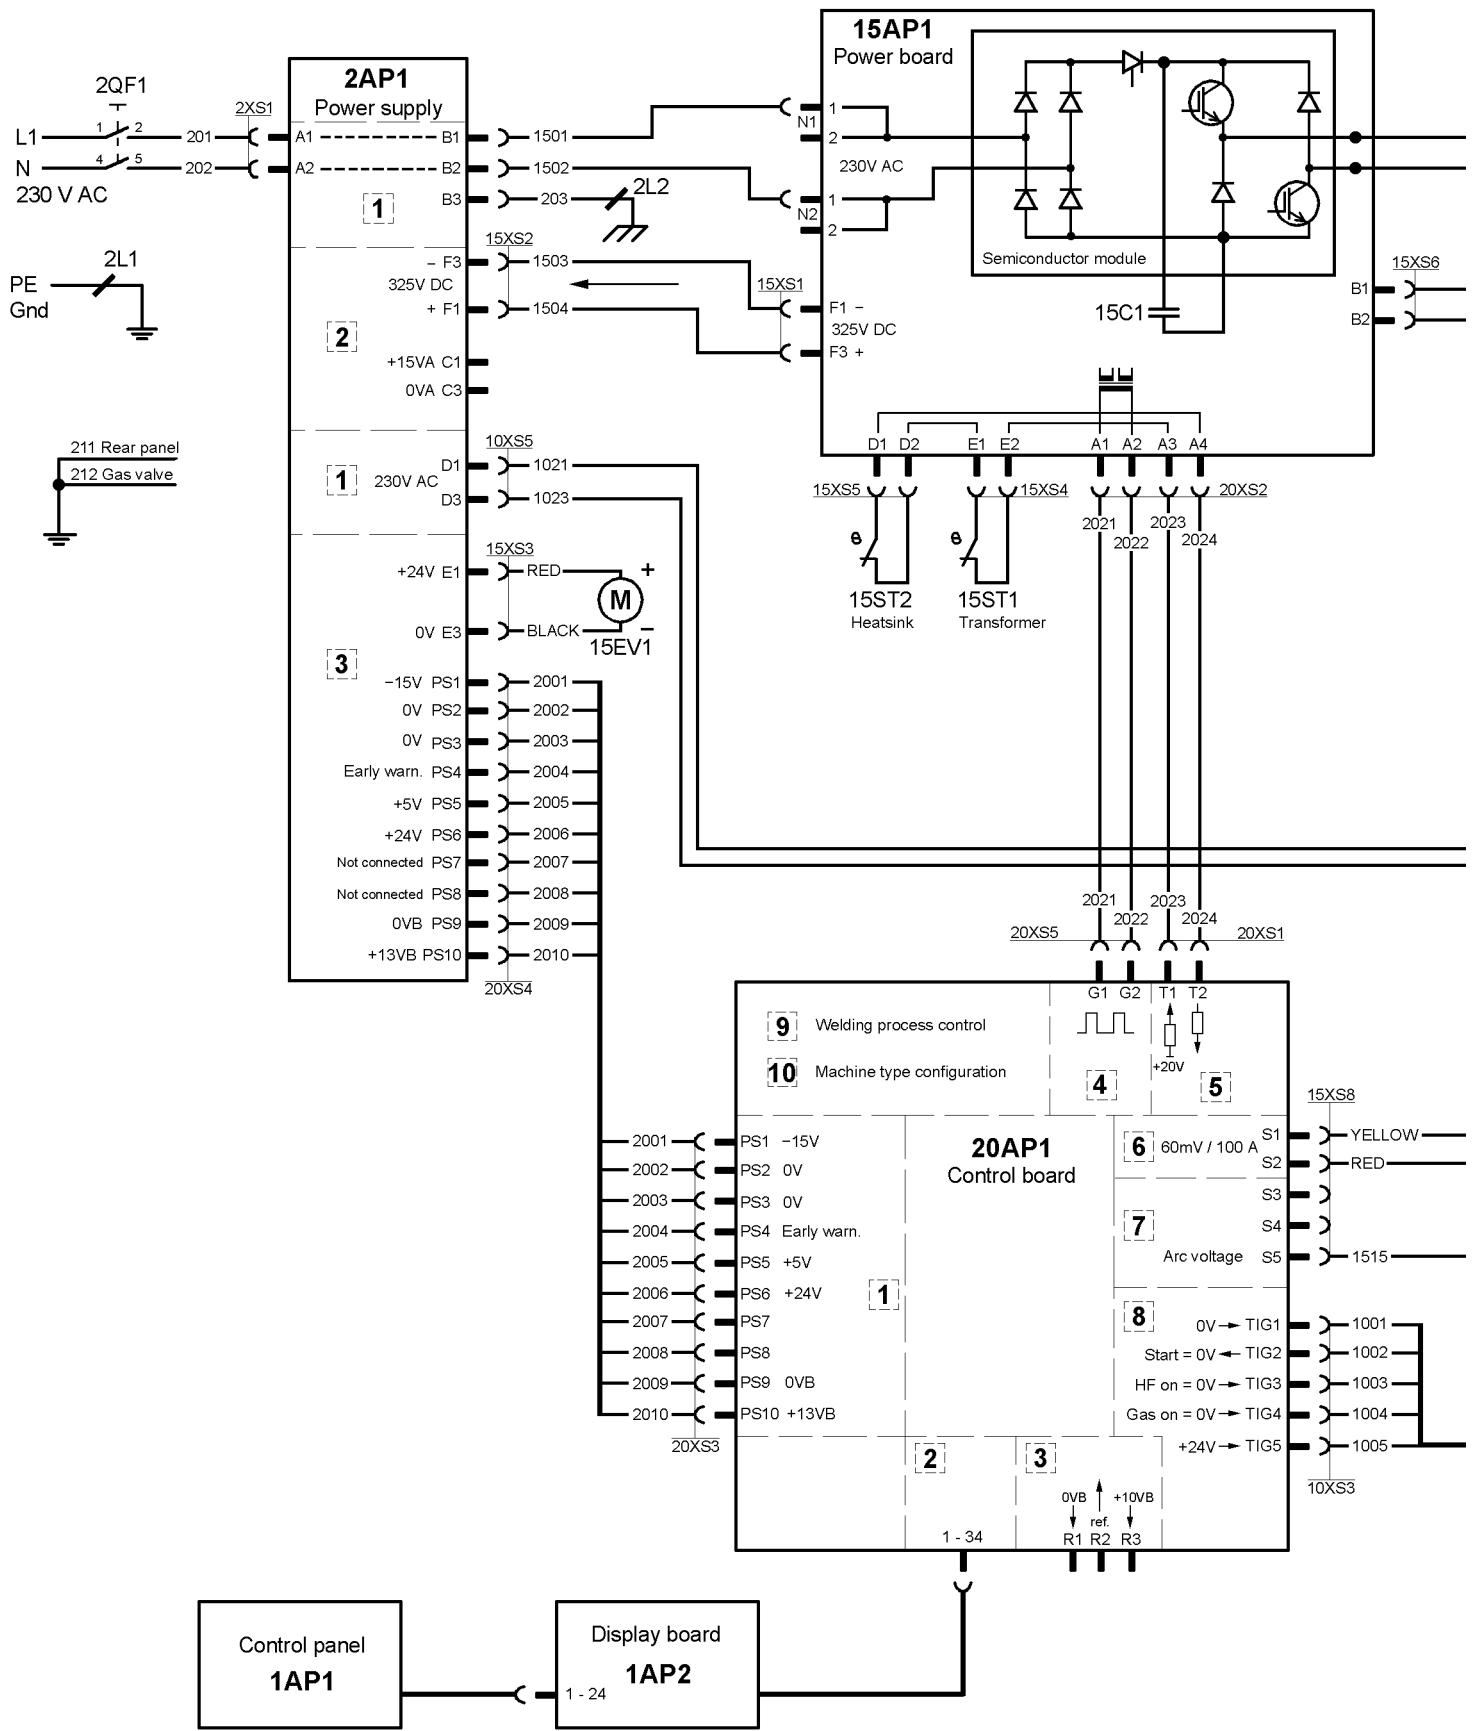 15AP1
Power board
2AP1
Power supply
2QF1
2XS1
L1
1
2
201
A1
B1
1501
N
4
5
202
A2
B2
1502
230 V AC
1
B3
203
2L2
1
N1
2
230V AC
1
N2
2
Semiconductor module
15XS6
B1
B2
15C1
PE
Gnd
2L1
15XS2
– F3
1503
325V DC
+ F1
1504
2
+15VA C1
0VA C3
15XS1
F1 –
325V DC
F3 +
D1
D2
E1
E2
A1
A2
A3
A4
211 Rear panel
212 Gas valve
10XS5
1
D1
1021
230V AC
D3
1023
15XS5
15XS4
20XS2
2021
2022
2023
2024
θ
θ
15ST2
Heatsink
15ST1
Transformer
15XS3
+24V E1
RED
+
M
–
0V E3
BLACK
15EV1
3
–15V PS1
2001
0V PS2
2002
0V PS3
2003
Early warn. PS4
2004
+5V PS5
2005
+24V PS6
2006
Not connected PS7
2007
Not connected PS8
2008
0VB PS9
2009
+13VB PS10
2010
20XS4
2021
2022
2023
2024
20XS5
20XS1
G1
G2
T1
T2
+20V
9
Welding process control
10
Machine type configuration
4
5
20AP1
Control board
2001
PS1 –15V
2002
PS2 0V
2003
PS3 0V
2004
PS4 Early warn.
2005
PS5 +5V
2006
PS6 +24V
2007
PS7
2008
PS8
2009
PS9 0VB
2010
PS10 +13VB
20XS3
1
15XS8
6
60mV / 100 A
S1
YELLOW
S2
RED
S3
7
S4
Arc voltage
S5
1515
8
0V
TIG1
1001
Start = 0V
TIG2
1002
HF on = 0V
TIG3
1003
Gas on = 0V
TIG4
1004
+24V
TIG5
1005
10XS3
2
3
0VB
+10VB
ref.
1 - 34
R1
R2
R3
Control panel
1AP1
Display board
1AP2
1 - 24